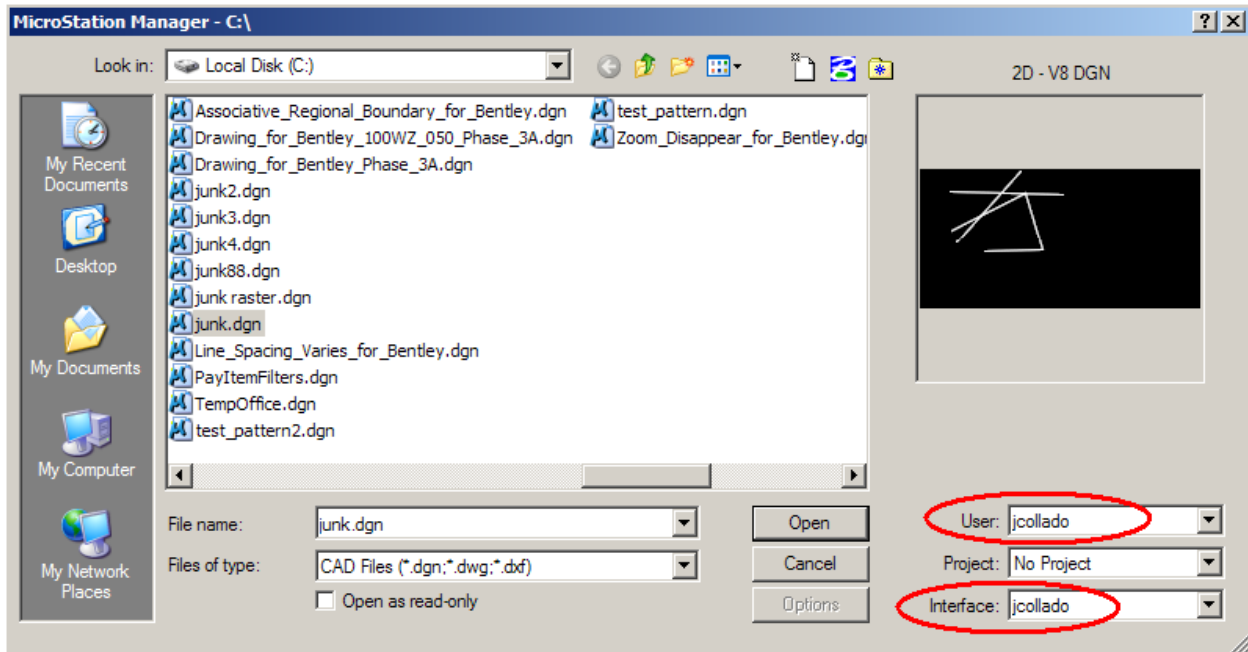 MicroStation Manager - C:\
Look in: Local Disk (C:)
2D - V8 DGN
My Recent
Documents
Desktop
My Documents
My Computer
My Network
Places
Associative_Regional_Boundary_for_Bentley.dgn
Drawing_for_Bentley_100WZ_050_Phase_3A.dgn
Drawing_for_Bentley_Phase_3A.dgn
junk2.dgn
junk3.dgn
junk4.dgn
junk88.dgn
junk raster.dgn
junk.dgn
Line_Spacing_Varies_for_Bentley.dgn
PayItemFilters.dgn
TempOffice.dgn
test_pattern2.dgn
test_pattern.dgn
Zoom_Disappear_for_Bentley.dgn
File name: junk.dgn
Files of type: CAD Files (*.dgn;*.dwg;*.dxf)
Open as read-only
Open
Cancel
Options
User: jcollado
Project: No Project
Interface: jcollado